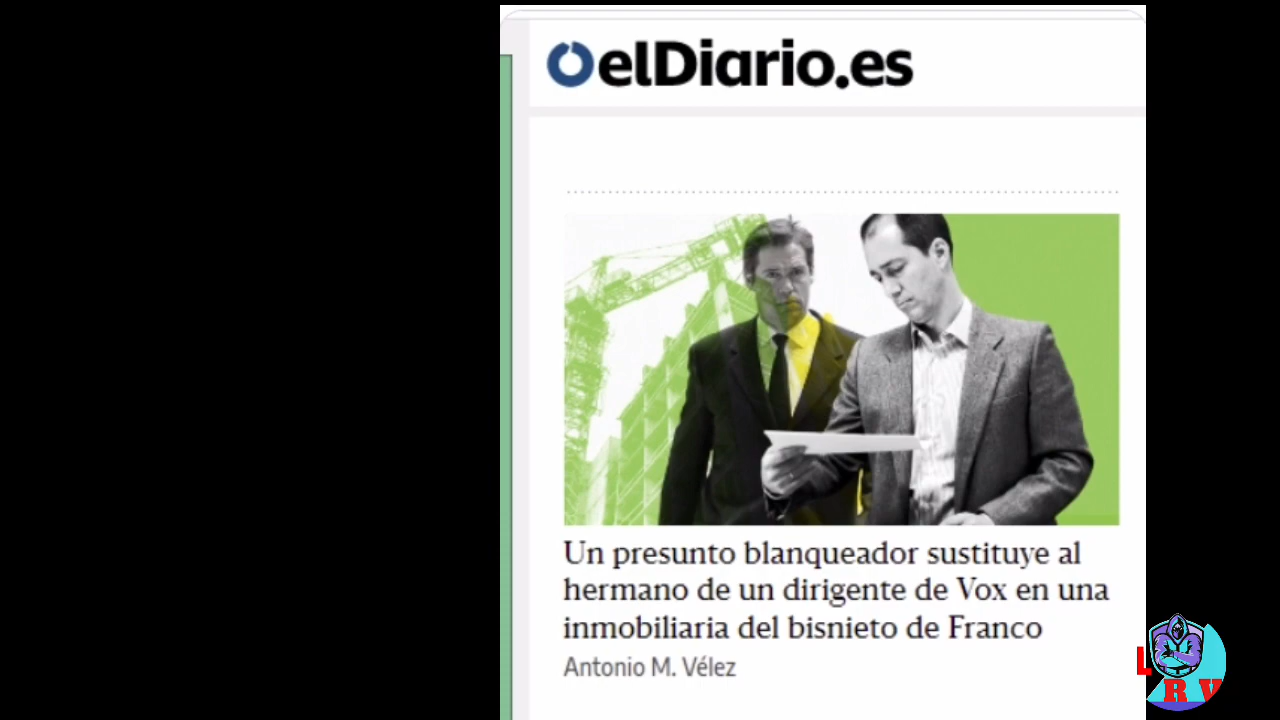 elDiario.es
Un presunto blanqueador sustituye al
hermano de un dirigente de Vox en una
inmobiliaria del bisnieto de Franco
Antonio M. Vélez
L
R V